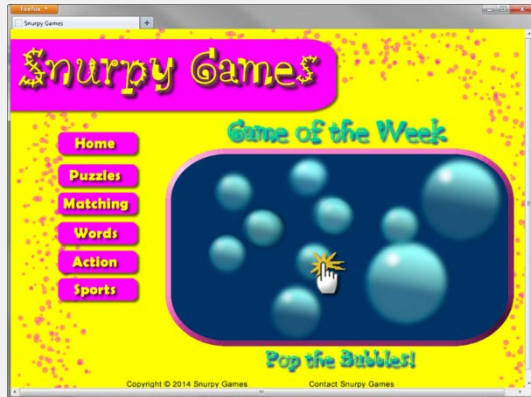 Firefox
Snurpy Games
Snurpy Games
Game of the Week
Home
Puzzles
Matching
Words
Action
Sports
Pop the Bubbles!
Copyright © 2014 Snurpy Games Contact Snurpy Games